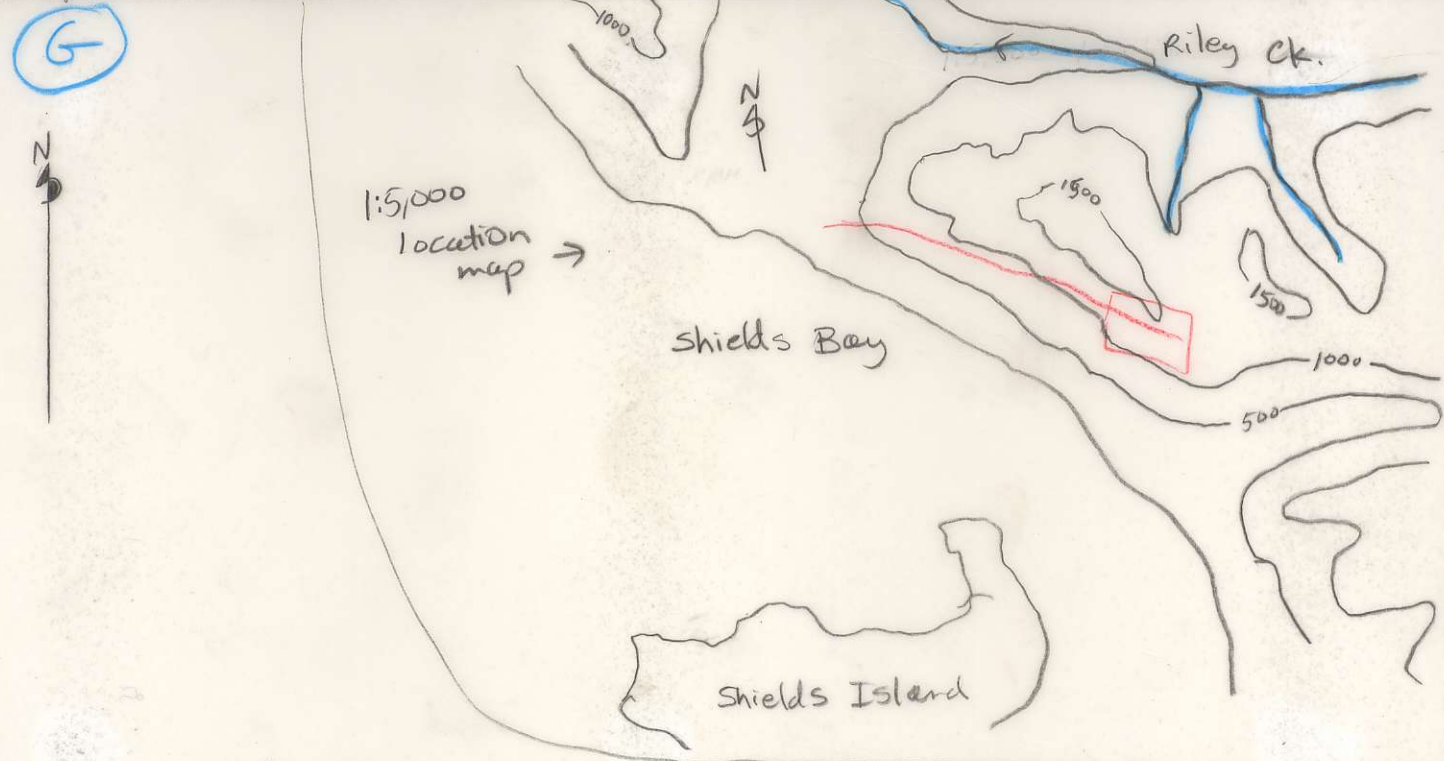 G
1000
Riley Ck.
N
N
1:5,000
location
map →
1500
1500
Shields Bay
1000
500
Shields Island